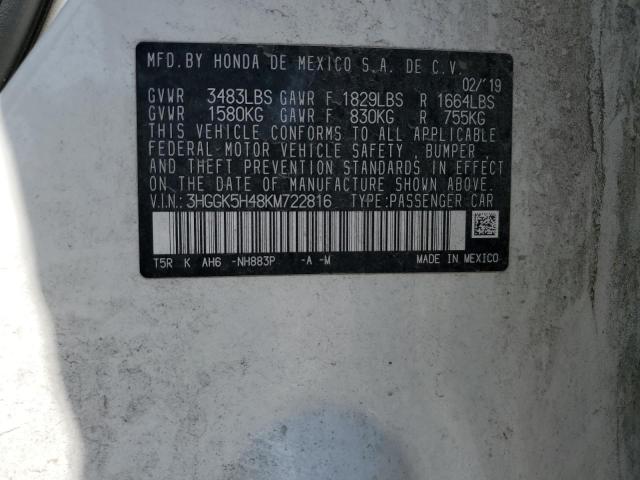 MFD.BY HONDA DE MEXICO S.A. DE C.V.
02/'19
GVWR 3483LBS GAWR F 1829LBS R 1664LBS
GVWR 1580KG GAWR F 830KG R 755KG
THIS VEHICLE CONFORMS TO ALL APPLICABLE
FEDERAL MOTOR VEHICLE SAFETY, BUMPER,
AND THEFT PREVENTION STANDARDS IN EFFECT
ON THE DATE OF MANUFACTURE SHOWN ABOVE.
V.I.N.: 3HGGK5H48KM722816 TYPE:PASSENGER CAR
T5R K AH6 -NH883P -A -M MADE IN MEXICO